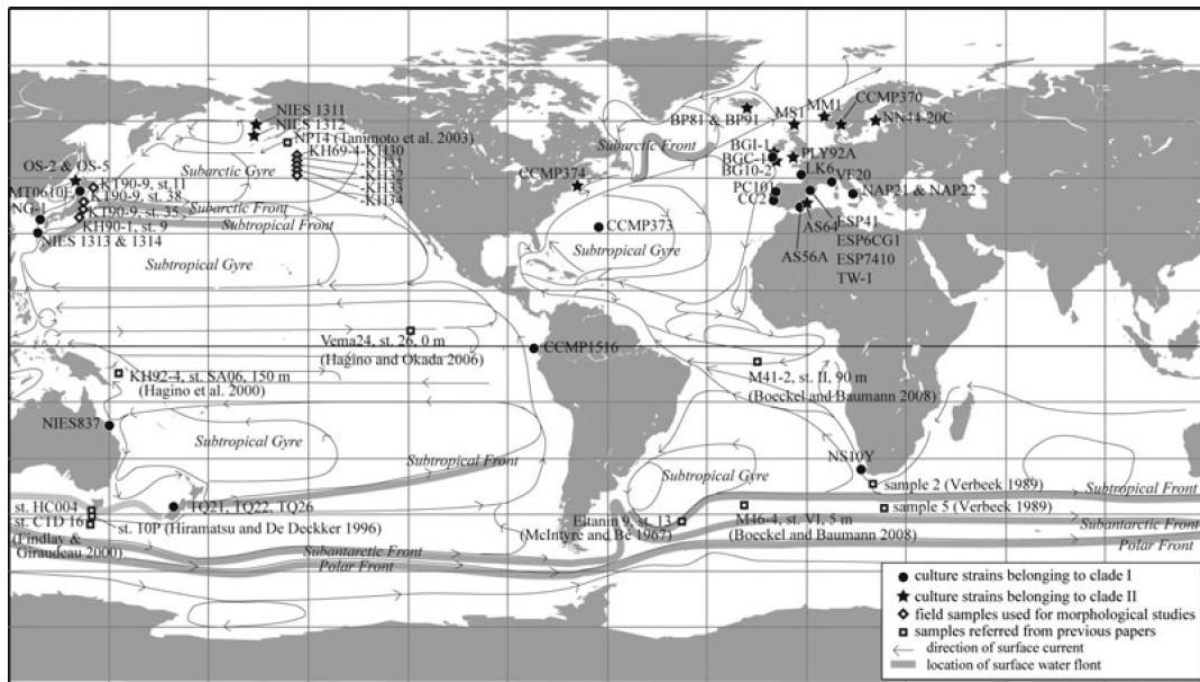 NIES 1311
NIES 1312
NPT4 (Tanimoto et al. 2003)
KH69-4-KH30
-KH31
-KH32
-KH33
-KH34
Subarctic Gyre
OS-2 & OS-5
KT90-9, st.11
MT0610E
KT90-9, st. 38
NG-1
KT90-9, st. 35
KH90-1, st. 9
NIES 1313 & 1314
Subarctic Front
Subtropical Front
Subtropical Gyre
Vema24, st. 26, 0 m
(Hagino and Okada 2006)
KH92-4, st. SA06, 150 m
(Hagino et al. 2000)
NIES837
Subtropical Gyre
Subtropical Front
st. HC004
st. CTD 16
(Findlay &
Giraudeau 2000)
TQ21, TQ22, TQ26
st. 10P (Hiramatsu and De Deckker 1996)
Subantarctic Front
Polar Front
BP81 & BP91
MS1
MM1
CCMP370
NN44-20C
Subarctic Front
BGI-1
BGC-1
BG10-2)
PLY92A
LK6
VF20
CCMP374
PC101
CC2
NAP21 & NAP22
CCMP373
AS64
AS56A
ESP41
ESP6CG1
ESP7410
TW-1
Subtropical Gyre
CCMP1516
M41-2, st. II, 90 m
(Boeckel and Baumann 2008)
NS10Y
Subtropical Gyre
sample 2 (Verbeek 1989)
Subtropical Front
sample 5 (Verbeek 1989)
Eltanin 9, st. 13
(McIntyre and Bé 1967)
M46-4, st. VI, 5 m
(Boeckel and Baumann 2008)
Subantarctic Front
Polar Front
culture strains belonging to clade I
culture strains belonging to clade II
field samples used for morphological studies
samples referred from previous papers
direction of surface current
location of surface water flont